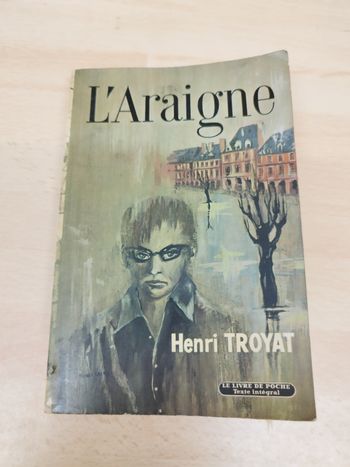 L'Araigne
Henri TROYAT
LE LIVRE DE POCHE
Texte intégral